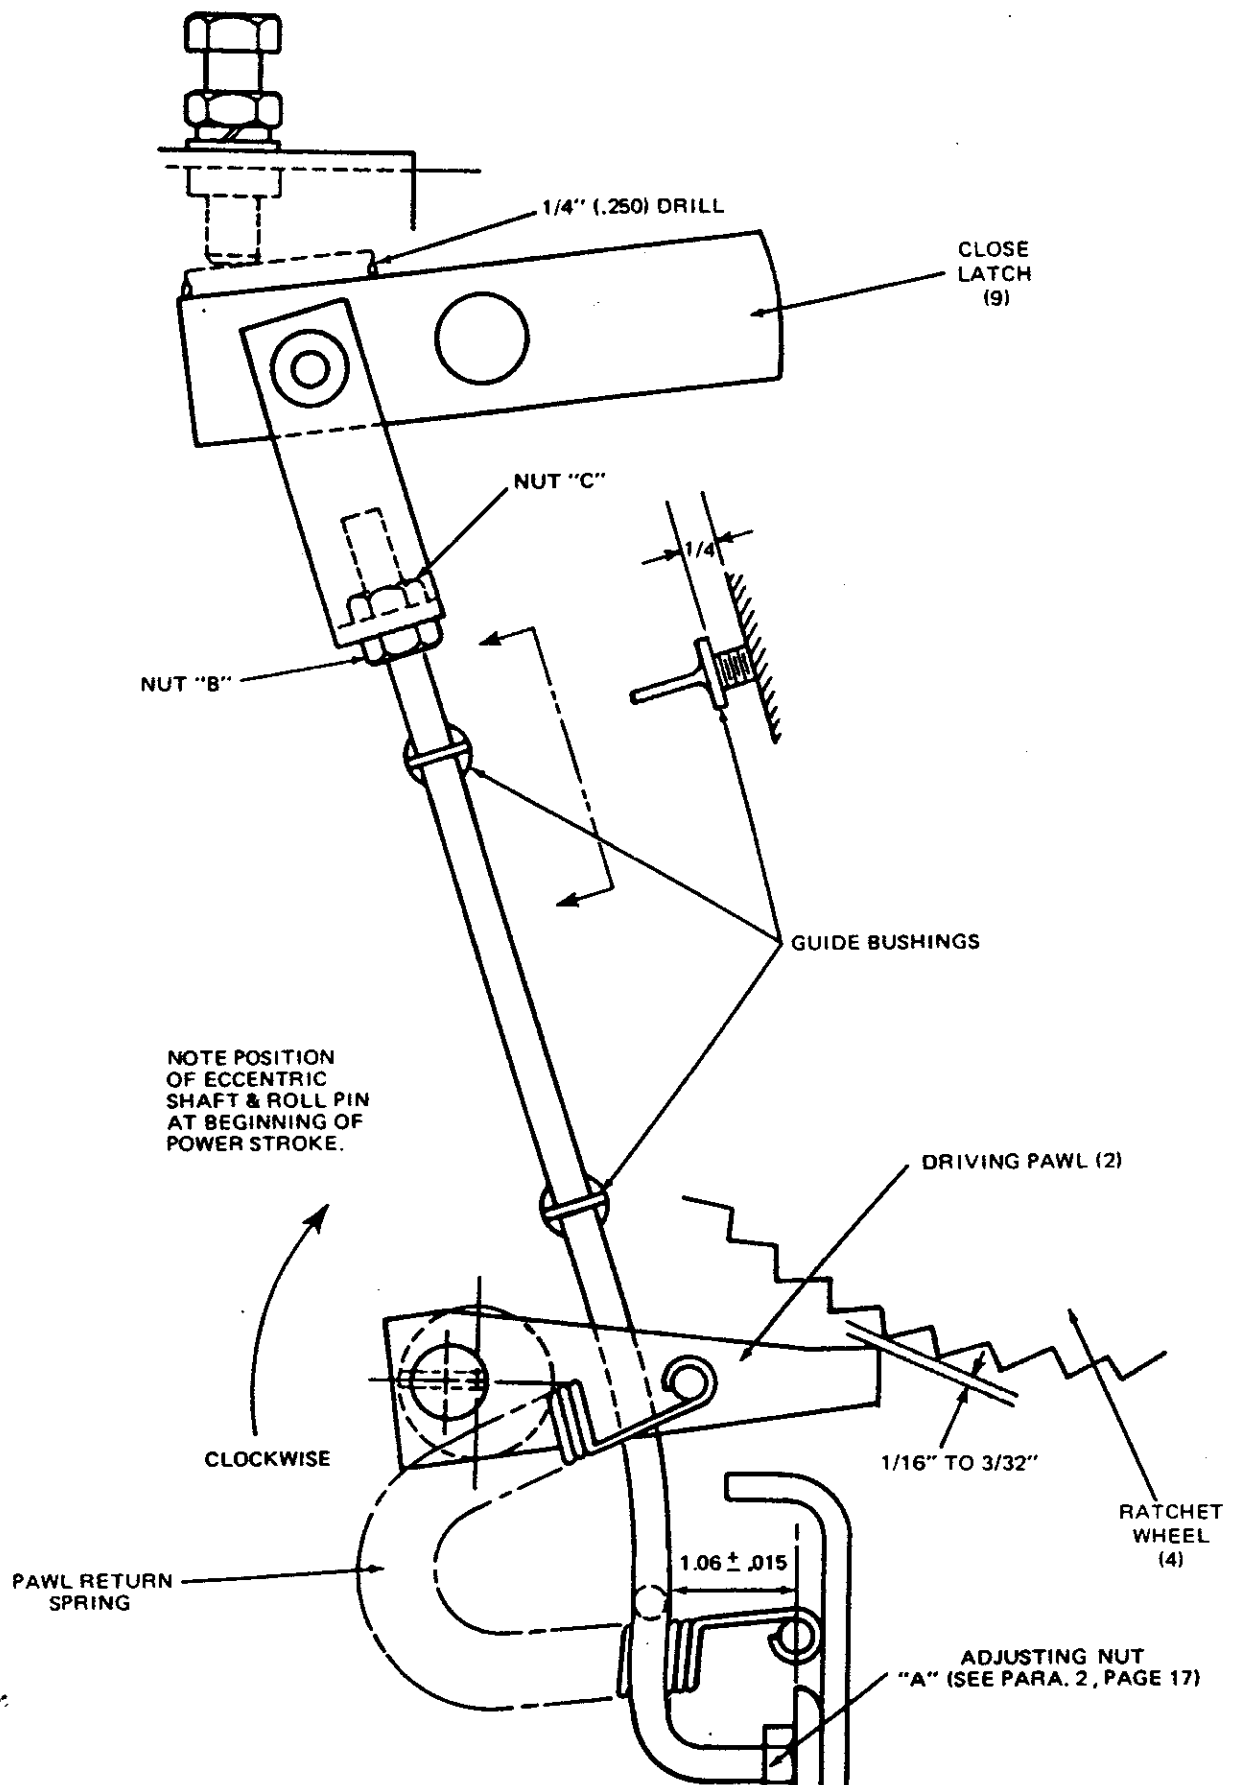 1/4" (.250) DRILL
CLOSE
LATCH
(9)
NUT "C"
1/4
NUT "B"
GUIDE BUSHINGS
NOTE POSITION
OF ECCENTRIC
SHAFT & ROLL PIN
AT BEGINNING OF
POWER STROKE.
DRIVING PAWL (2)
CLOCKWISE
1/16" TO 3/32"
RATCHET
WHEEL
(4)
1.06 ± .015
PAWL RETURN
SPRING
ADJUSTING NUT
"A" (SEE PARA. 2, PAGE 17)